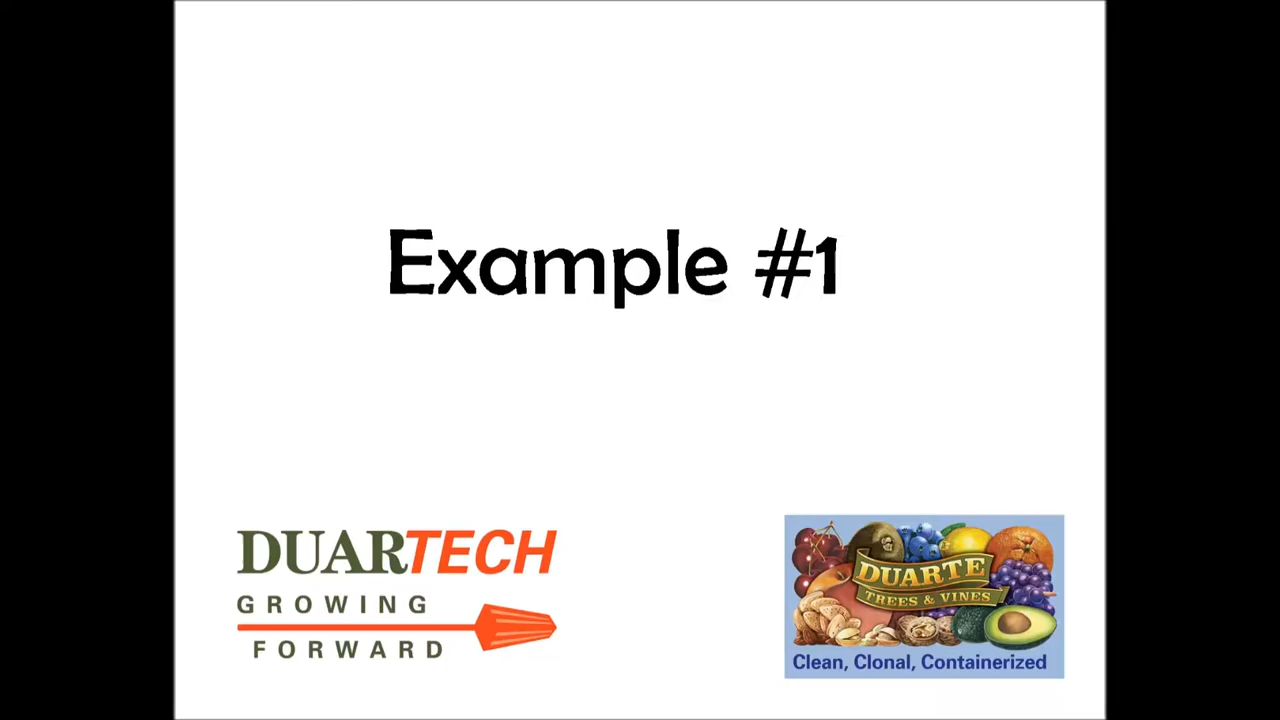 Example #1
DUARTECH
GROWING
FORWARD
DUARTE
TREES & VINES
Clean, Clonal, Containerized